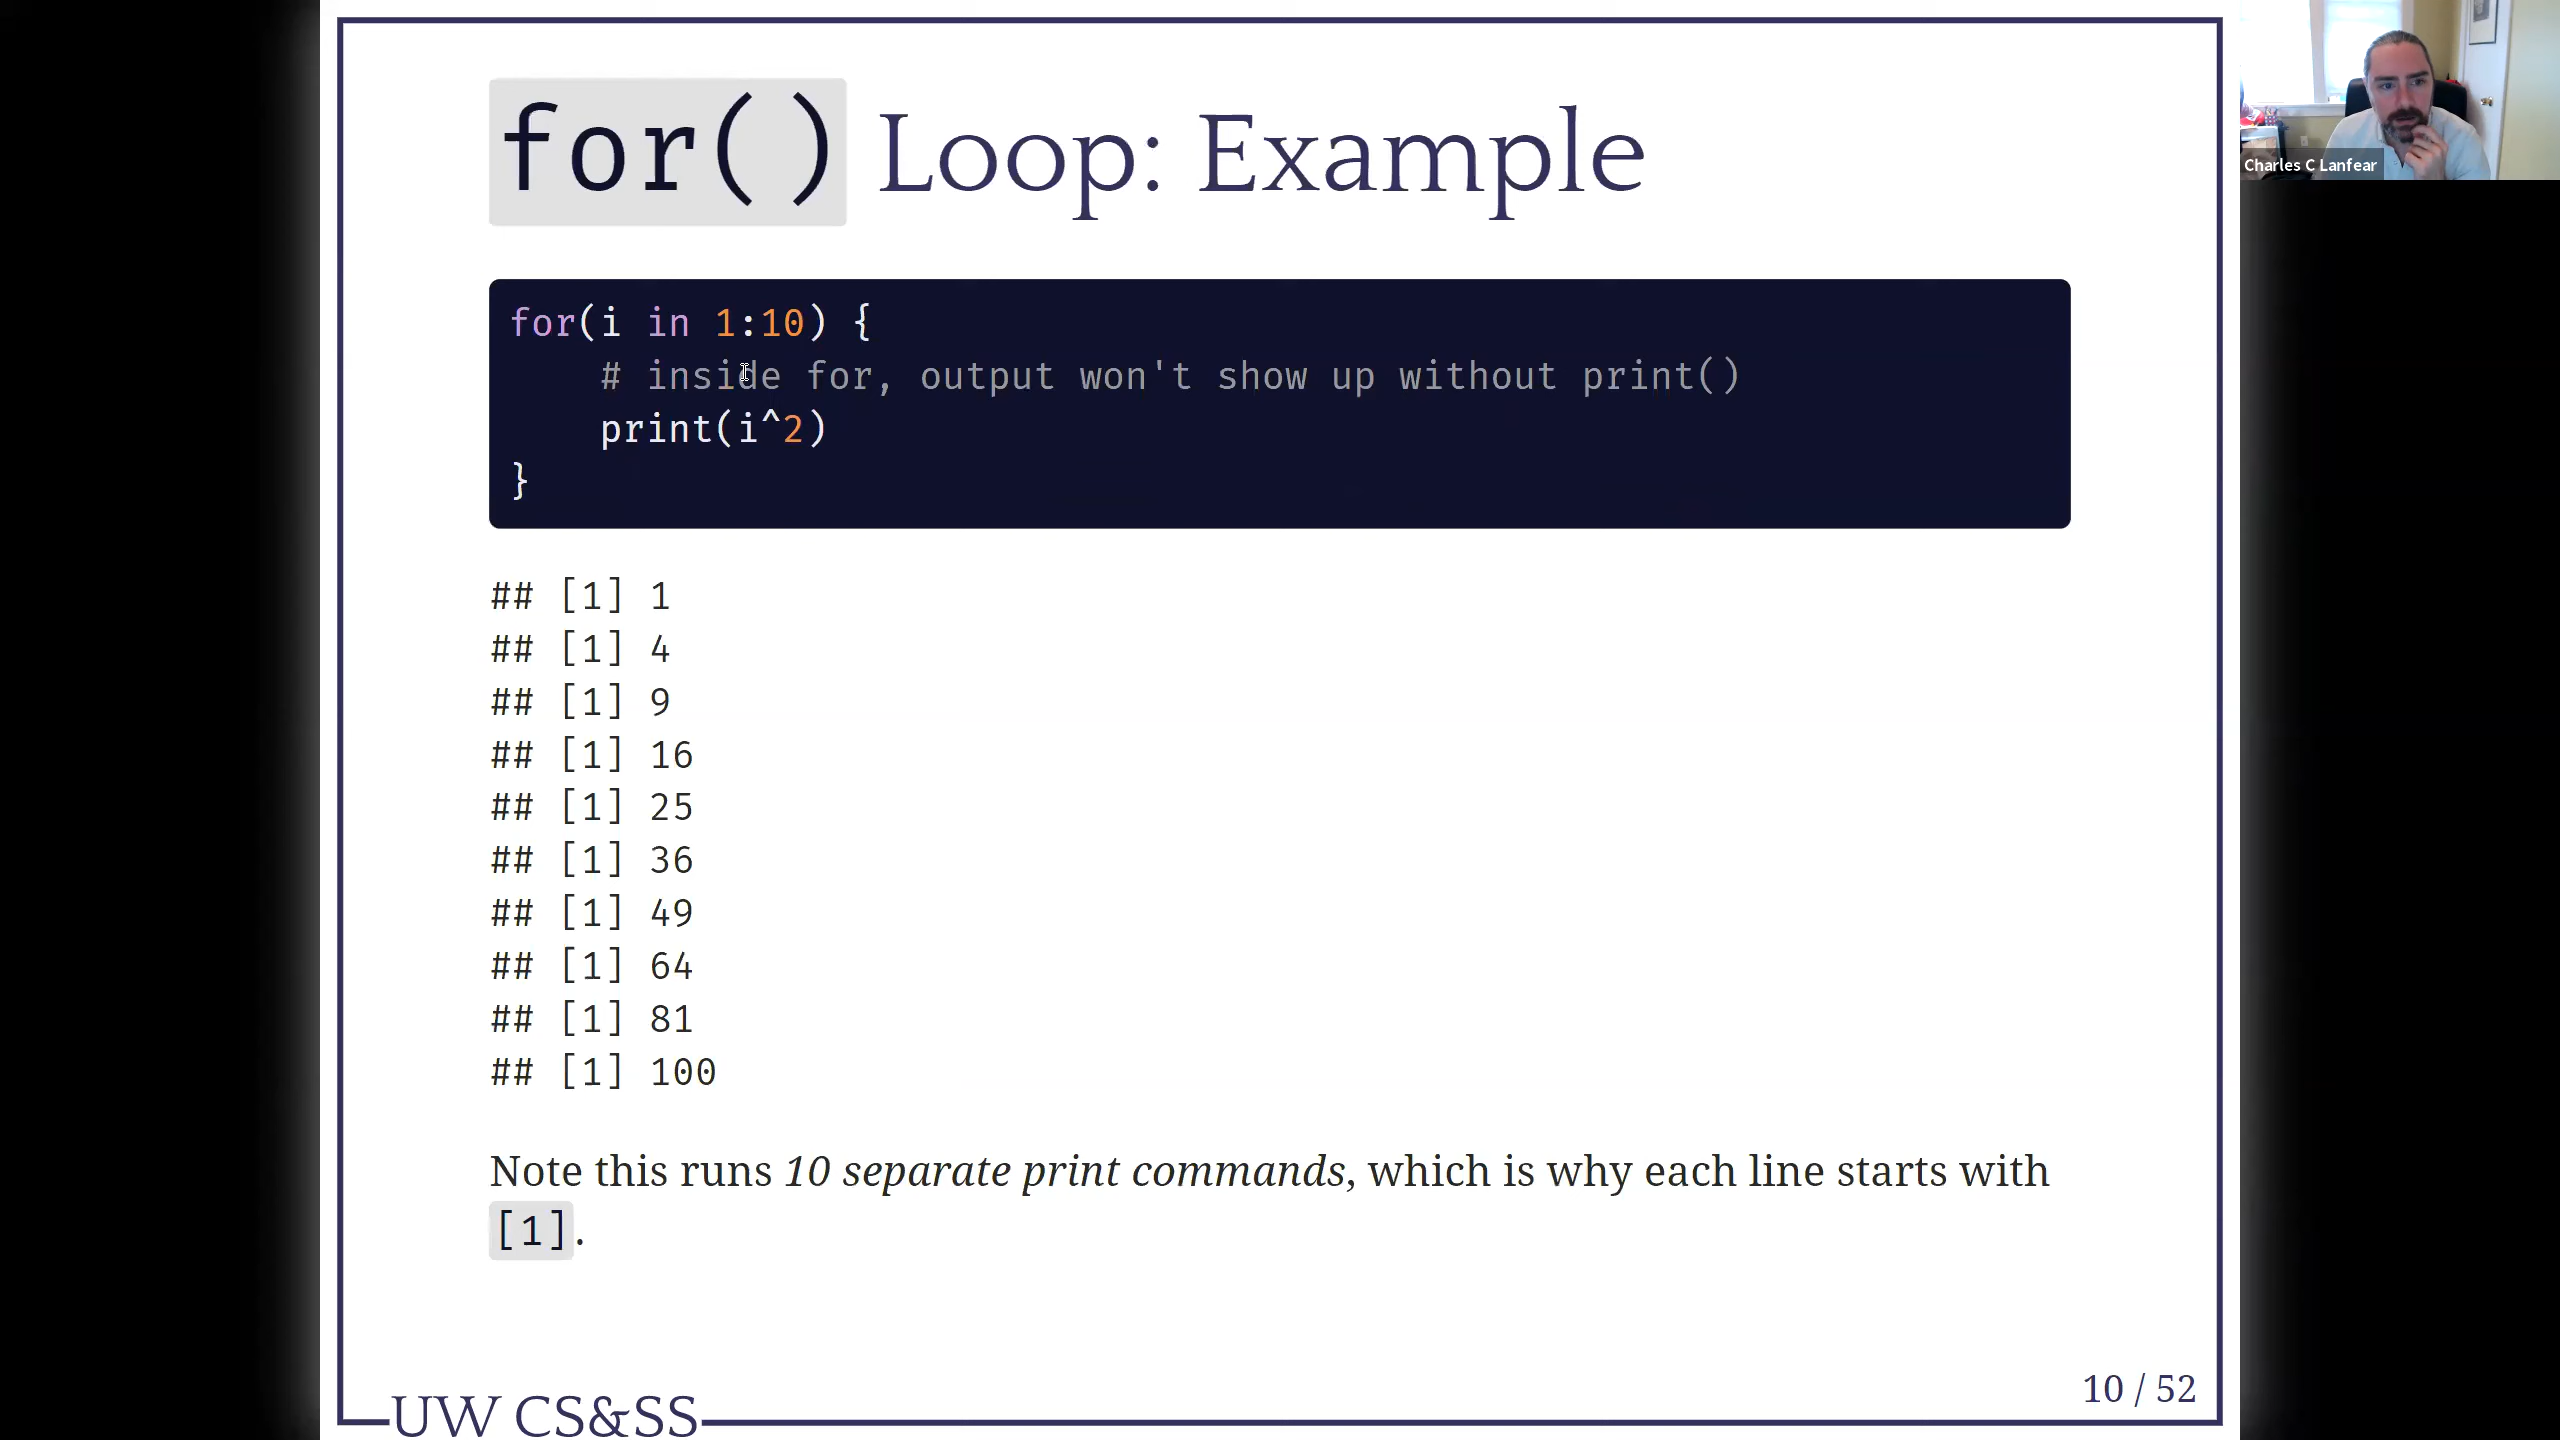 for() Loop: Example
Charles C Lanfear
for(i in 1:10) {
# inside for, output won't show up without print()
print(i^2)
}
## [1] 1
## [1] 4
## [1] 9
## [1] 16
## [1] 25
## [1] 36
## [1] 49
## [1] 64
## [1] 81
## [1] 100
Note this runs 10 separate print commands, which is why each line starts with
[1].
10 / 52
UW CS&SS